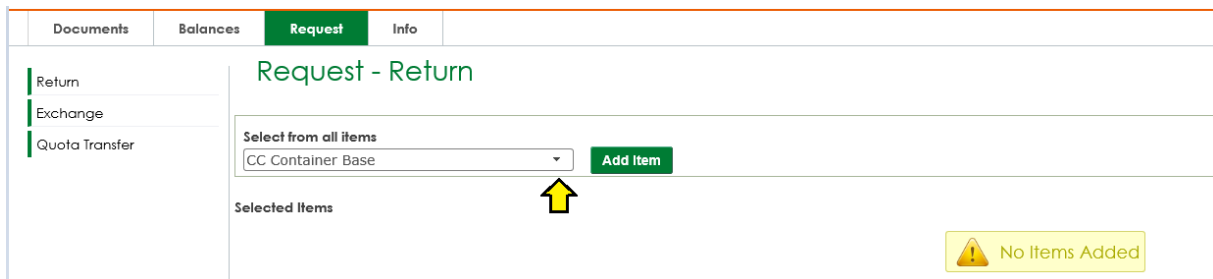 Documents Balances Request Info
Return
Exchange
Quota Transfer
Request - Return
Select from all items
CC Container Base
Add Item
Selected Items
No Items Added